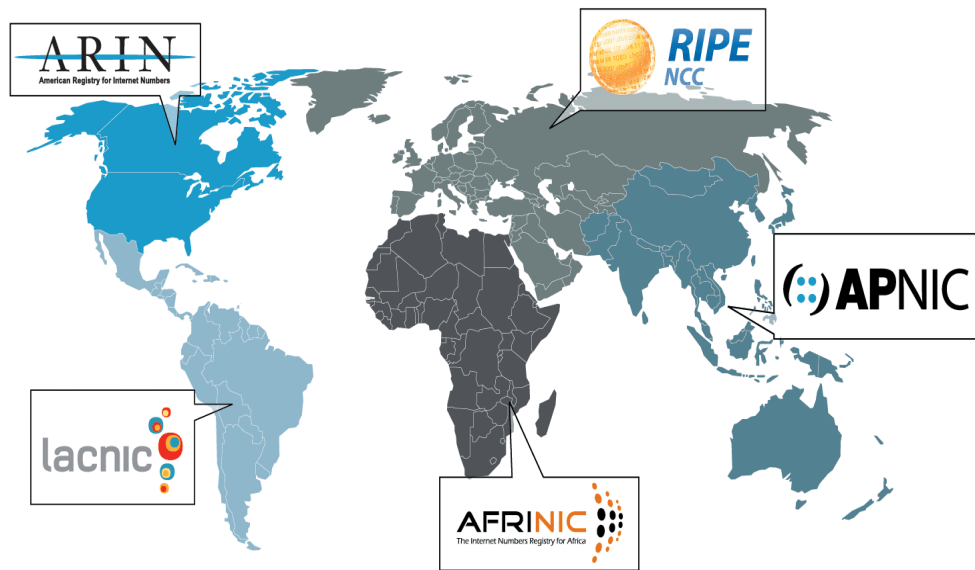 ARIN
American Registry for Internet Numbers
RIPE
NCC
APNIC
lacnic
AFRINIC
The Internet Numbers Registry for Africa